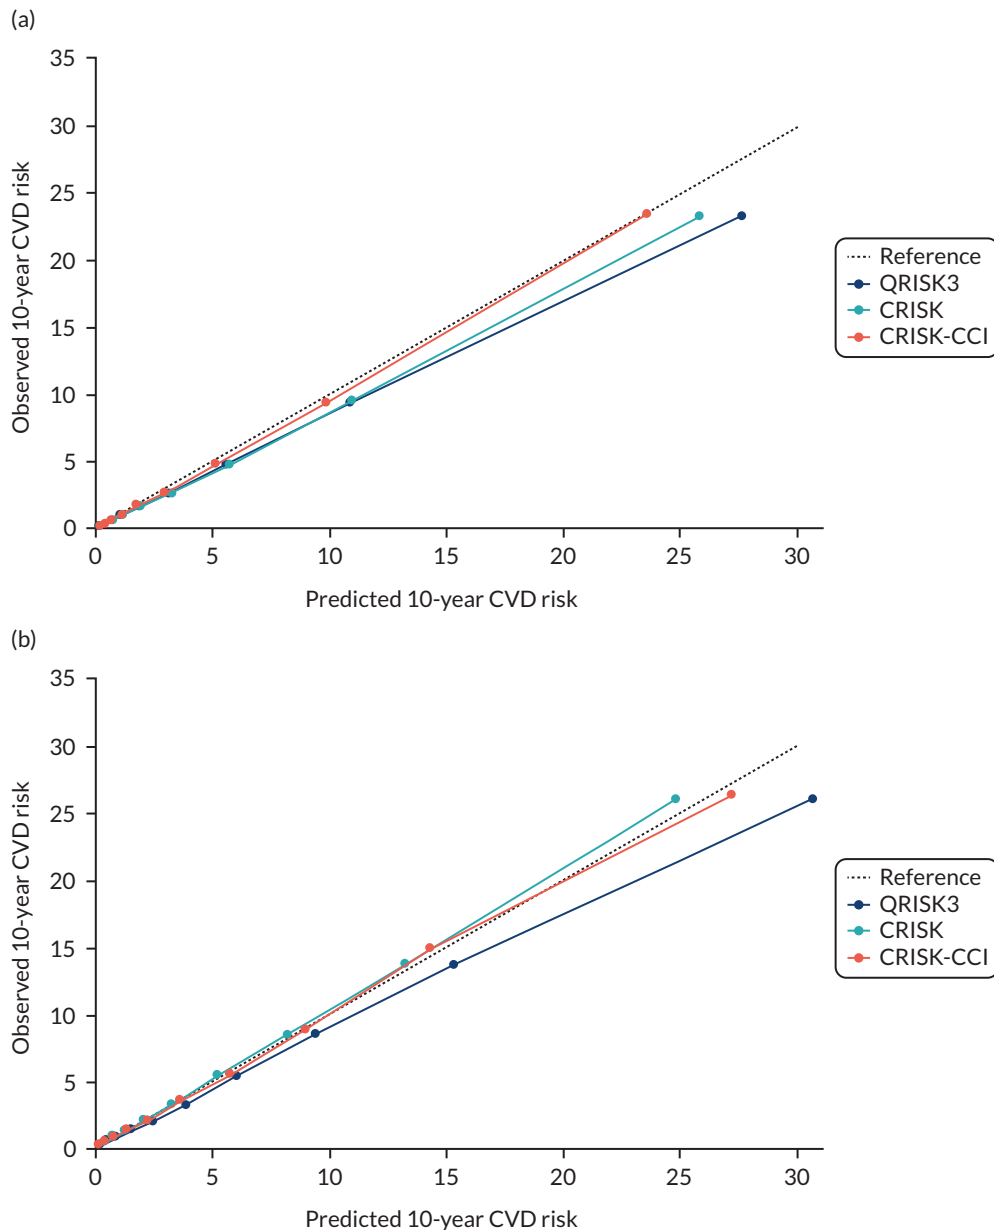 (a)
35
30
25
20
15
10
5
0
Observed 10-year CVD risk
0 5 10 15 20 25 30
Predicted 10-year CVD risk
Reference
QRISK3
CRISK
CRISK-CCI
(b)
35
30
25
20
15
10
5
0
Observed 10-year CVD risk
0 5 10 15 20 25 30
Predicted 10-year CVD risk
Reference
QRISK3
CRISK
CRISK-CCI